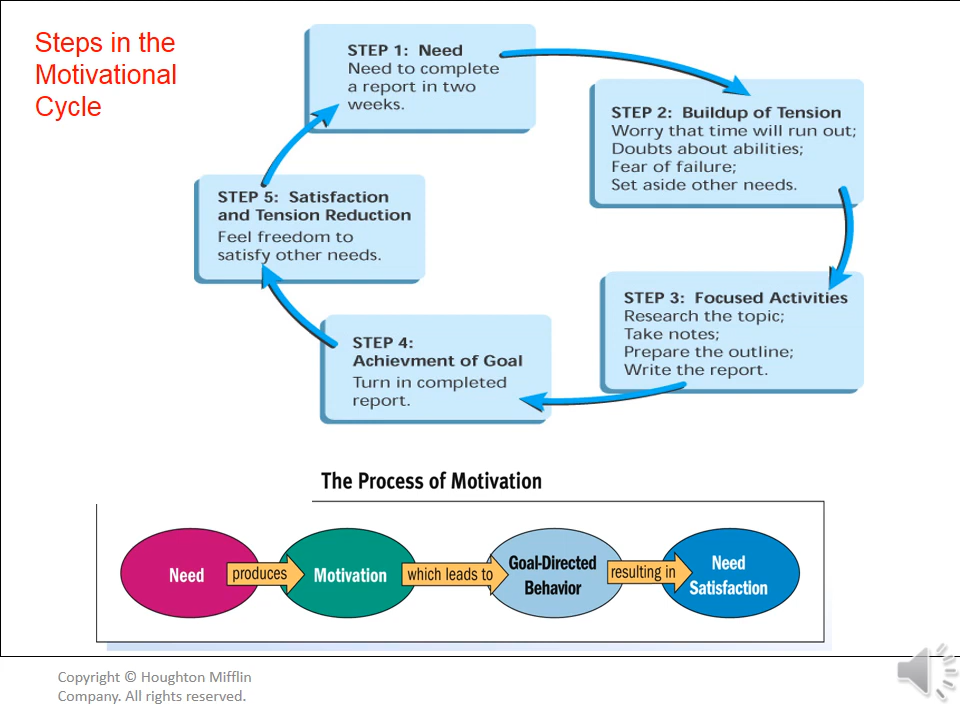 Steps in the
Motivational
Cycle
STEP 1: Need
Need to complete
a report in two
weeks.
STEP 2: Buildup of Tension
Worry that time will run out;
Doubts about abilities;
Fear of failure;
Set aside other needs.
STEP 3: Focused Activities
Research the topic;
Take notes;
Prepare the outline;
Write the report.
STEP 4:
Achievment of Goal
Turn in completed
report.
STEP 5: Satisfaction
and Tension Reduction
Feel freedom to
satisfy other needs.
The Process of Motivation
Need
produces
Motivation
which leads to
Goal-Directed
Behavior
resulting in
Need
Satisfaction
Copyright © Houghton Mifflin
Company. All rights reserved.